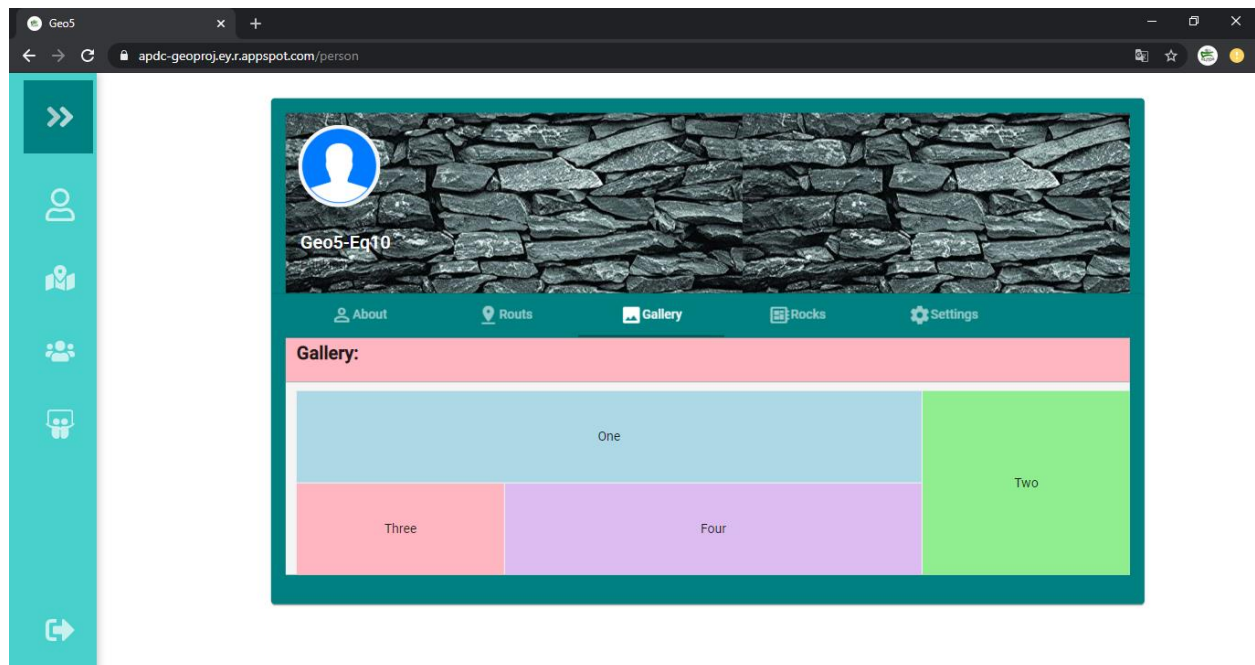 Geo5
apdc-geoproj.ey.r.appspot.com/person
Geo5-Eq10
About Routs Gallery Rocks Settings
Gallery:
One
Two
Three Four